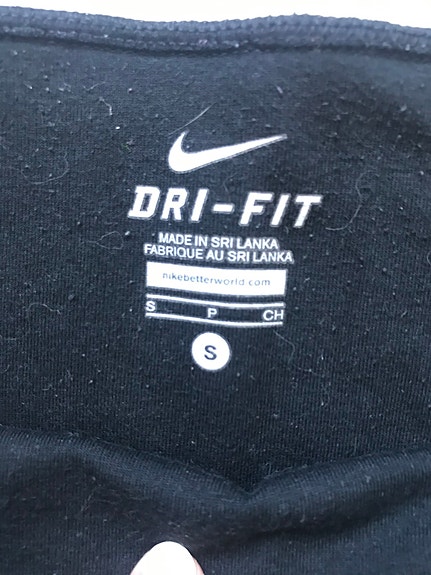 DRI-FIT
MADE IN SRI LANKA
FABRIQUE AU SRI LANKA
nikebetterworld.com
S P CH
S